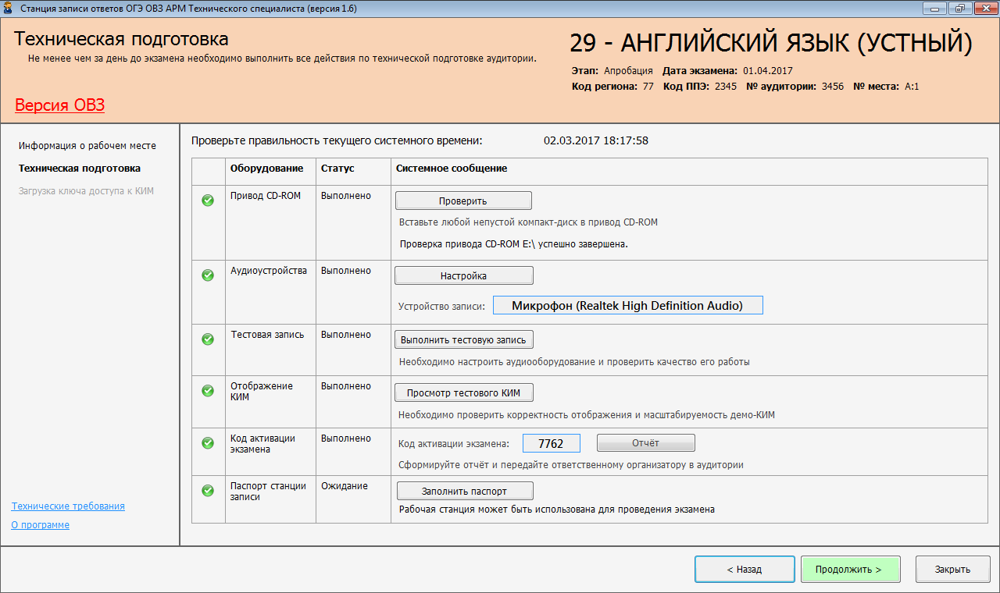 Станция записи ответов ОГЭ ОВЗ АРМ Технического специалиста (версия 1.6)
Техническая подготовка
Не менее чем за день до экзамена необходимо выполнить все действия по технической подготовке аудитории.
Версия ОВЗ
29 - АНГЛИЙСКИЙ ЯЗЫК (УСТНЫЙ)
Этап: Апробация Дата экзамена: 01.04.2017
Код региона: 77 Код ППЭ: 2345 № аудитории: 3456 № места: А:1
Информация о рабочем месте
Техническая подготовка
Загрузка ключа доступа к КИМ
Технические требования
О программе
Проверьте правильность текущего системного времени: 02.03.2017 18:17:58
Оборудование Статус Системное сообщение
Привод CD-ROM Выполнено Проверить
Вставьте любой непустой компакт-диск в привод CD-ROM
Проверка привода CD-ROM E:\ успешно завершена.
Аудиоустройства Выполнено Настройка
Устройство записи: Микрофон (Realtek High Definition Audio)
Тестовая запись Выполнено Выполнить тестовую запись
Необходимо настроить аудиооборудование и проверить качество его работы
Отображение
КИМ
Выполнено
Просмотр тестового КИМ
Необходимо проверить корректность отображения и масштабируемость демо-КИМ
Код активации
экзамена
Выполнено
Код активации экзамена: 7762 Отчёт
Сформируйте отчёт и передайте ответственному организатору в аудитории
Паспорт станции
записи
Ожидание
Заполнить паспорт
Рабочая станция может быть использована для проведения экзамена
< Назад Продолжить > Закрыть